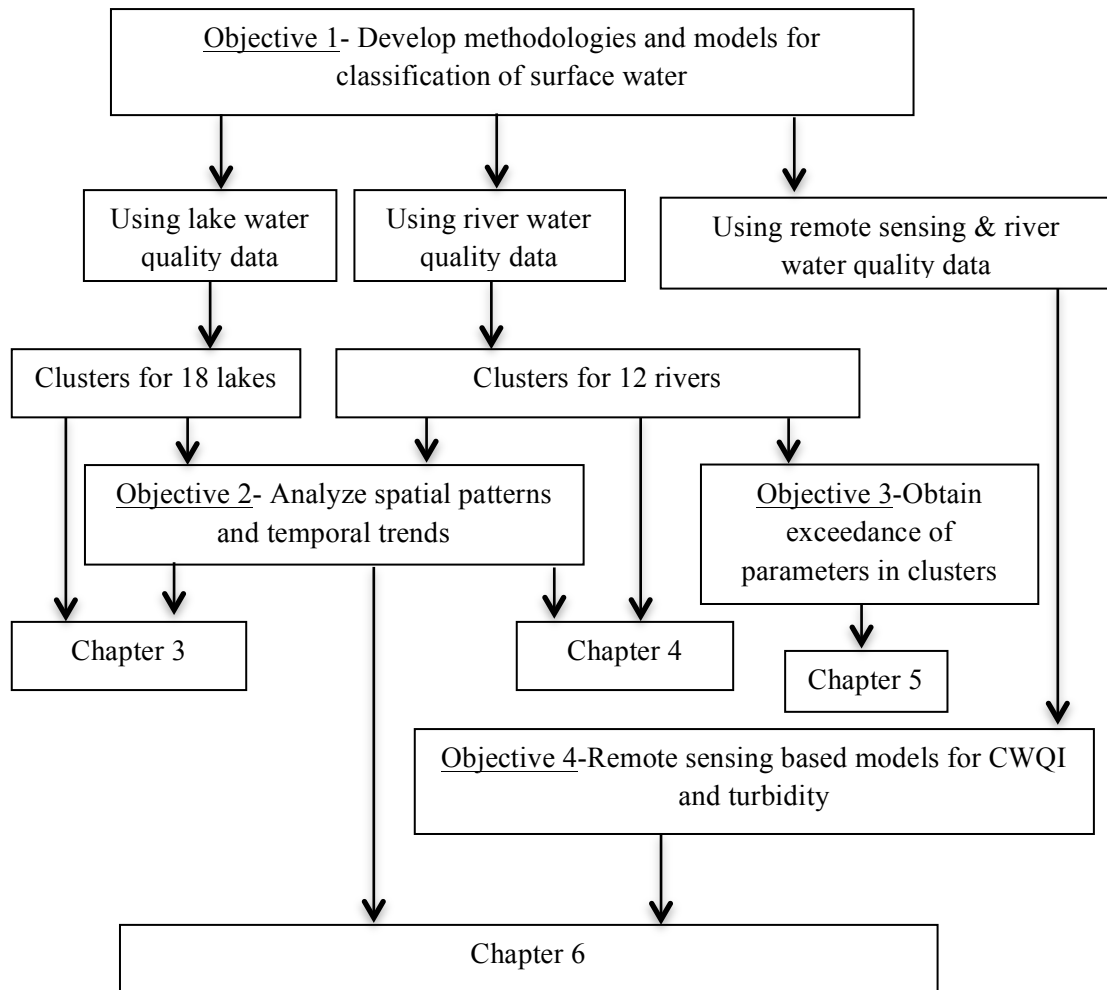 Objective 1- Develop methodologies and models for
classification of surface water
Using lake water
quality data
Using river water
quality data
Using remote sensing & river
water quality data
Clusters for 18 lakes
Clusters for 12 rivers
Objective 2- Analyze spatial patterns
and temporal trends
Objective 3-Obtain
exceedance of
parameters in clusters
Chapter 3
Chapter 4
Chapter 5
Objective 4-Remote sensing based models for CWQI
and turbidity
Chapter 6